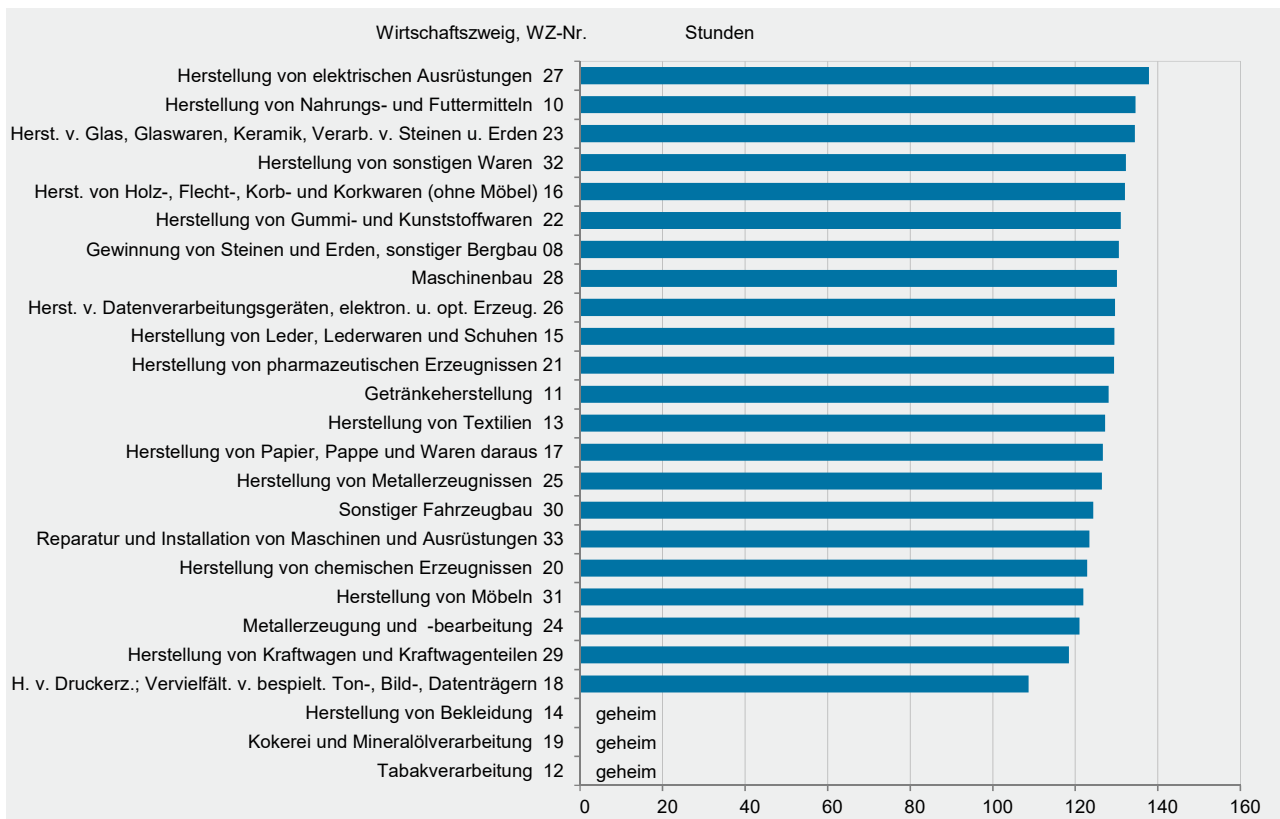 Wirtschaftszweig, WZ-Nr. Stunden
Herstellung von elektrischen Ausrüstungen 27
Herstellung von Nahrungs- und Futtermitteln 10
Herst. v. Glas, Glaswaren, Keramik, Verarb. v. Steinen u. Erden 23
Herstellung von sonstigen Waren 32
Herst. von Holz-, Flecht-, Korb- und Korkwaren (ohne Möbel) 16
Herstellung von Gummi- und Kunststoffwaren 22
Gewinnung von Steinen und Erden, sonstiger Bergbau 08
Maschinenbau 28
Herst. v. Datenverarbeitungsgeräten, elektron. u. opt. Erzeug. 26
Herstellung von Leder, Lederwaren und Schuhen 15
Herstellung von pharmazeutischen Erzeugnissen 21
Getränkeherstellung 11
Herstellung von Textilien 13
Herstellung von Papier, Pappe und Waren daraus 17
Herstellung von Metallerzeugnissen 25
Sonstiger Fahrzeugbau 30
Reparatur und Installation von Maschinen und Ausrüstungen 33
Herstellung von chemischen Erzeugnissen 20
Herstellung von Möbeln 31
Metallerzeugung und -bearbeitung 24
Herstellung von Kraftwagen und Kraftwagenteilen 29
H. v. Druckerz.; Vervielfält. v. bespielt. Ton-, Bild-, Datenträgern 18
Herstellung von Bekleidung 14 geheim
Kokerei und Mineralölverarbeitung 19 geheim
Tabakverarbeitung 12 geheim
0 20 40 60 80 100 120 140 160